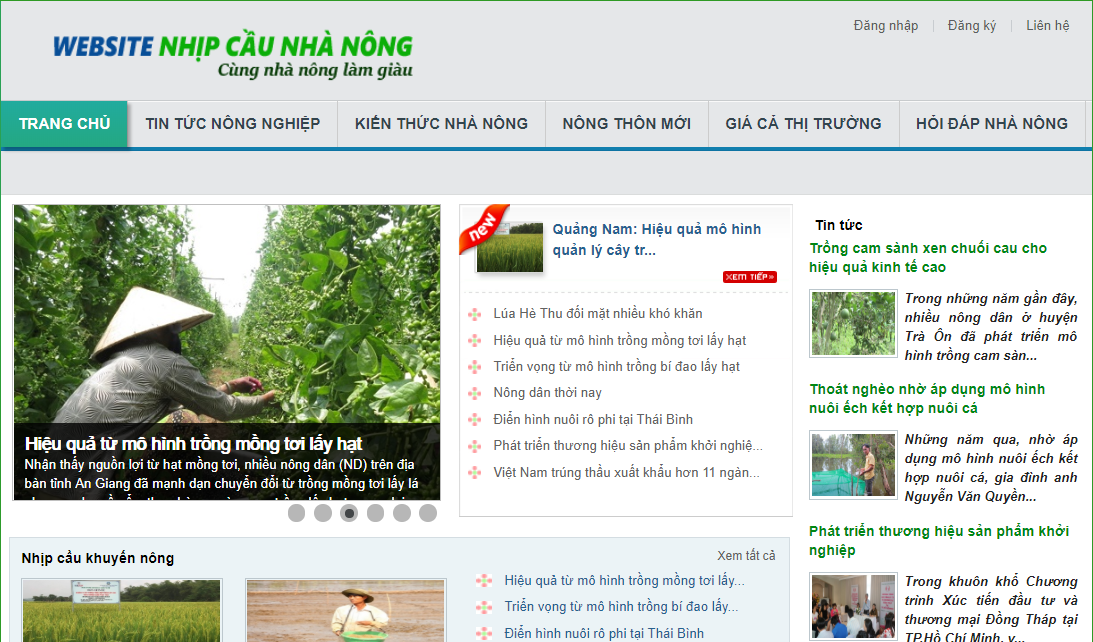 Đăng nhập
Đăng ký
Liên hệ
WEBSITE NHỊP CẦU NHÀ NÔNG
Cùng nhà nông làm giàu
TRANG CHỦ
TIN TỨC NÔNG NGHIỆP
KIẾN THỨC NHÀ NÔNG
NÔNG THÔN MỚI
GIÁ CẢ THỊ TRƯỜNG
HỎI ĐÁP NHÀ NÔNG
Hiệu quả từ mô hình trồng mồng tơi lấy hạt
Nhận thấy nguồn lợi từ hạt mồng tơi, nhiều nông dân (ND) trên địa
bàn tỉnh An Giang đã mạnh dạn chuyển đổi từ trồng mồng tơi lấy lá
new
Quảng Nam: Hiệu quả mô hình
quản lý cây tr...
XEM TIẾP »
Lúa Hè Thu đối mặt nhiều khó khăn
Hiệu quả từ mô hình trồng mồng tơi lấy hạt
Triển vọng từ mô hình trồng bí đao lấy hạt
Nông dân thời nay
Điển hình nuôi rô phi tại Thái Bình
Phát triển thương hiệu sản phẩm khởi nghiệ...
Việt Nam trúng thầu xuất khẩu hơn 11 ngàn...
Tin tức
Trồng cam sành xen chuối cau cho
hiệu quả kinh tế cao
Trong những năm gần đây,
nhiều nông dân ở huyện
Trà Ôn đã phát triển mô
hình trồng cam sàn...
Thoát nghèo nhờ áp dụng mô hình
nuôi ếch kết hợp nuôi cá
Những năm qua, nhờ áp
dụng mô hình nuôi ếch kết
hợp nuôi cá, gia đình anh
Nguyễn Văn Quyền...
Phát triển thương hiệu sản phẩm khởi
nghiệp
Trong khuôn khổ Chương
trình Xúc tiến đầu tư và
thương mại Đồng Tháp tại
TP.Hồ Chí Minh, v...
Nhịp cầu khuyến nông
Xem tất cả
Hiệu quả từ mô hình trồng mồng tơi lấy...
Triển vọng từ mô hình trồng bí đao lấy...
Điển hình nuôi rô phi tại Thái Bình